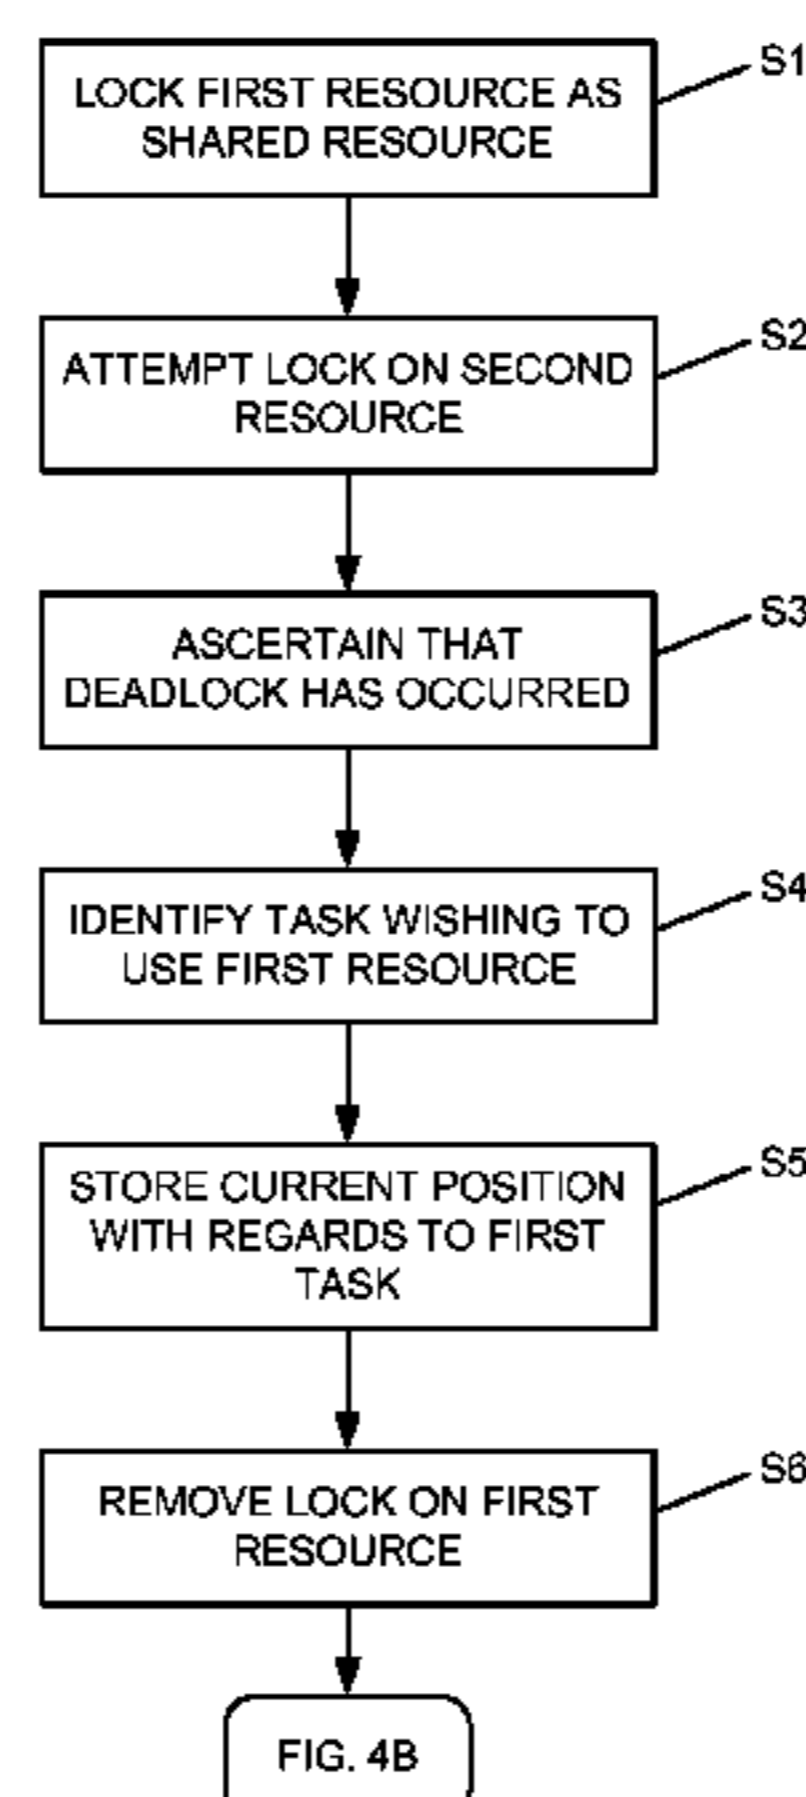 LOCK FIRST RESOURCE AS
SHARED RESOURCE
S1
ATTEMPT LOCK ON SECOND
RESOURCE
S2
ASCERTAIN THAT
DEADLOCK HAS OCCURRED
S3
IDENTIFY TASK WISHING TO
USE FIRST RESOURCE
S4
STORE CURRENT POSITION
WITH REGARDS TO FIRST
TASK
S5
REMOVE LOCK ON FIRST
RESOURCE
S6
FIG. 4B